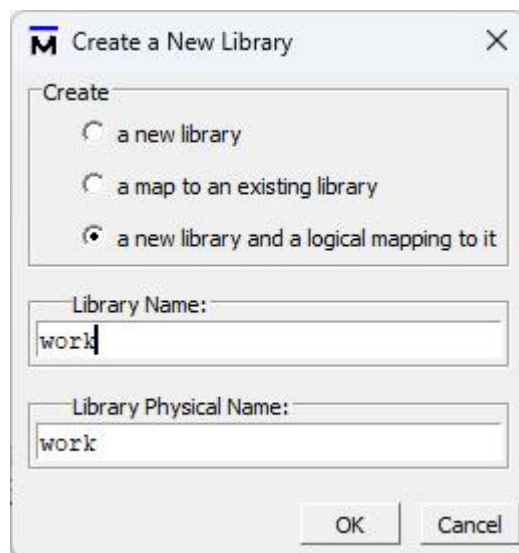 M Create a New Library
Create
a new library
a map to an existing library
a new library and a logical mapping to it
Library Name:
work
Library Physical Name:
work
OK Cancel